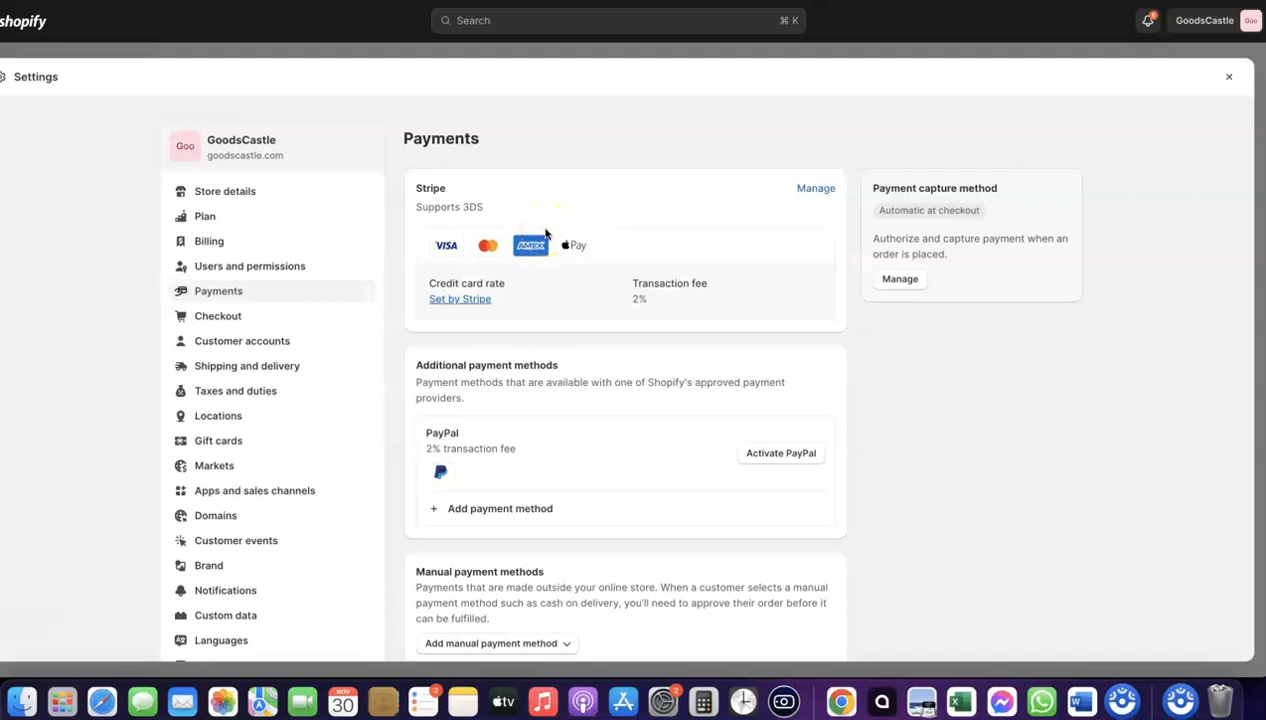 shopify
Search
⌘ K
5
GoodsCastle
Goo
Settings
×
Goo
GoodsCastle
goodscastle.com
Store details
Plan
Billing
Users and permissions
Payments
Checkout
Customer accounts
Shipping and delivery
Taxes and duties
Locations
Gift cards
Markets
Apps and sales channels
Domains
Customer events
Brand
Notifications
Custom data
Languages
Payments
Stripe
Manage
Supports 3DS
VISA
AMEX
Pay
Credit card rate
Transaction fee
Set by Stripe
2%
Additional payment methods
Payment methods that are available with one of Shopify's approved payment
providers.
PayPal
2% transaction fee
Activate PayPal
+ Add payment method
Manual payment methods
Payments that are made outside your online store. When a customer selects a manual
payment method such as cash on delivery, you'll need to approve their order before it
can be fulfilled.
Add manual payment method
Payment capture method
Automatic at checkout
Authorize and capture payment when an
order is placed.
Manage
NOV
30
tv